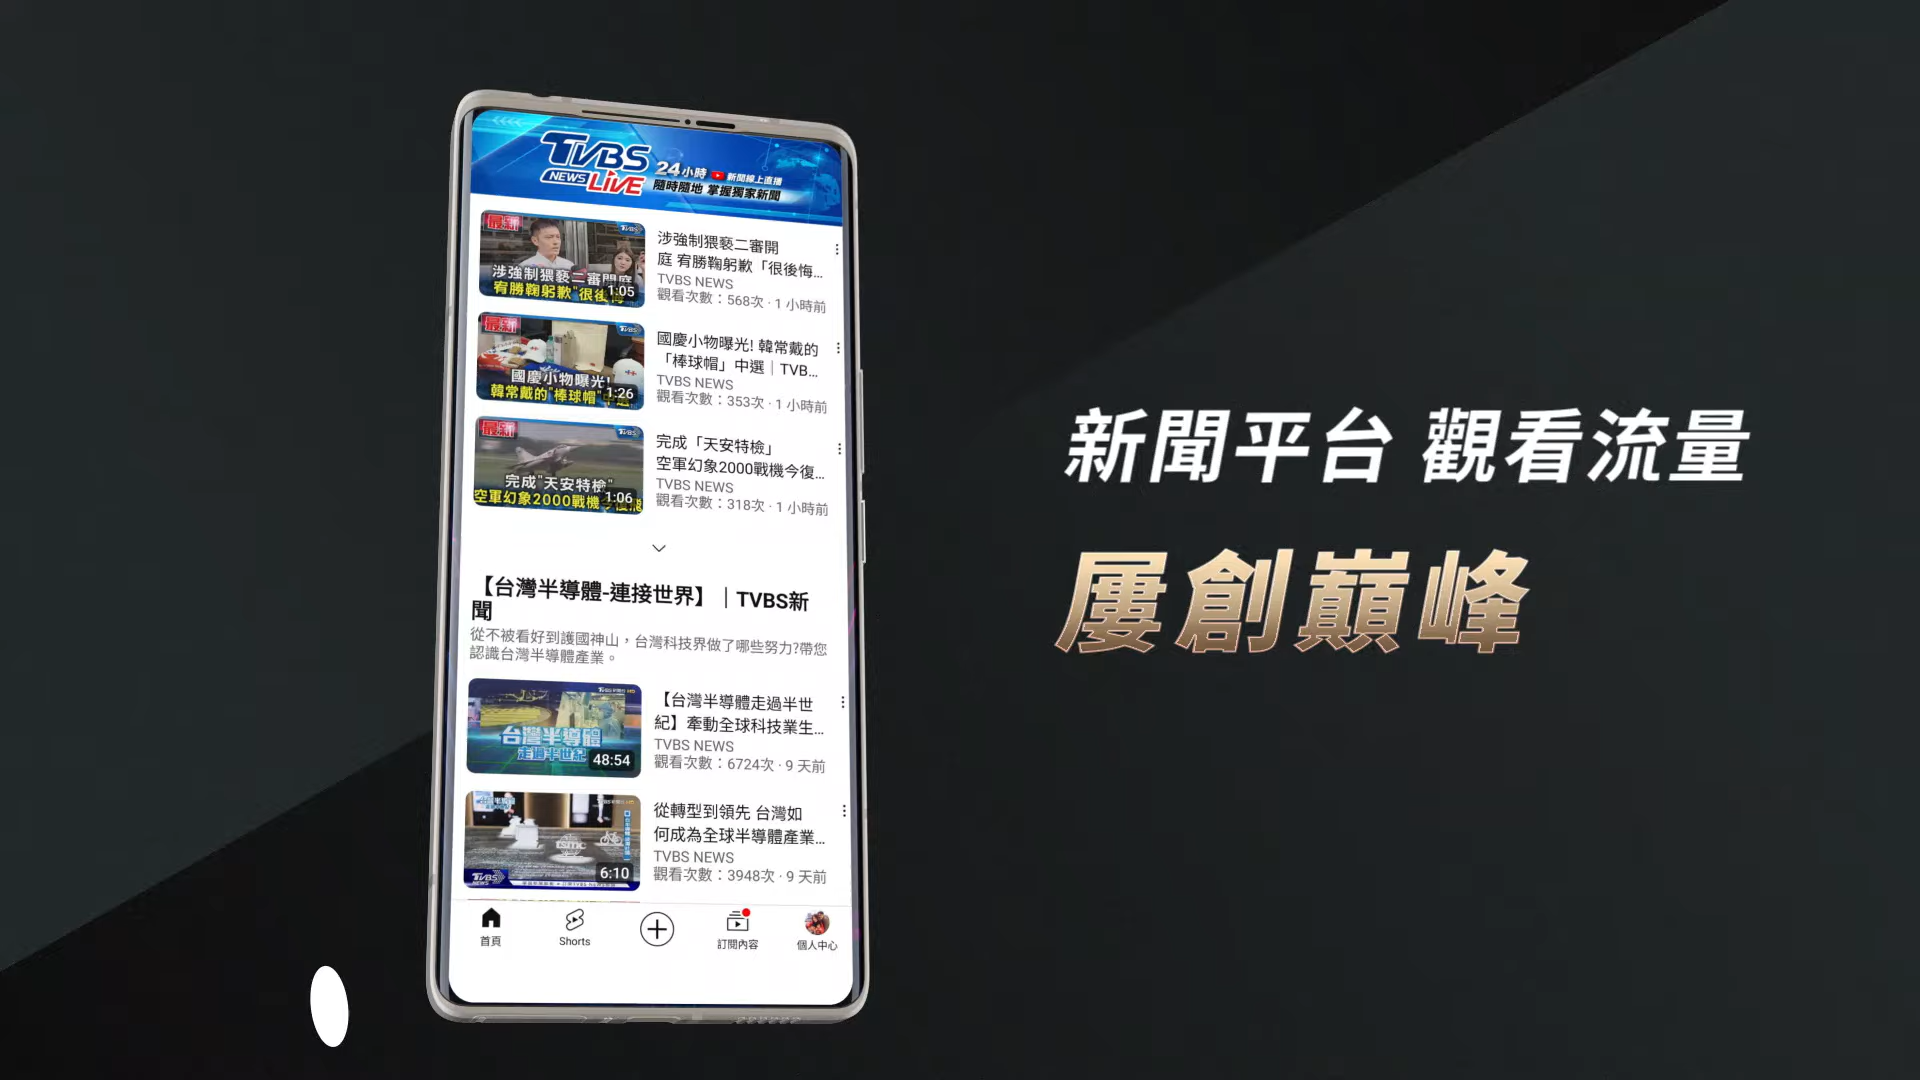 TVBS
NEWS LiVE
24小時 新聞線上直播
隨時隨地 掌握獨家新聞
最新
TVBS
涉強制猥褻二審開庭
宥勝鞠躬歉"很後悔
1:05
涉強制猥褻二審開
庭 宥勝鞠躬歉「很後悔...
TVBS NEWS
觀看次數：568次 · 1 小時前
最新
TVBS
國慶小物曝光!
韓常戴的"棒球帽"中選
1:26
國慶小物曝光! 韓常戴的
「棒球帽」中選｜TVB...
TVBS NEWS
觀看次數：353次 · 1 小時前
最新
TVBS
完成"天安特檢"
空軍幻象2000戰機今復飛
1:06
完成「天安特檢」
空軍幻象2000戰機今復...
TVBS NEWS
觀看次數：318次 · 1 小時前
【台灣半導體-連接世界】｜TVBS新
聞
從不被看好到護國神山，台灣科技界做了哪些努力?帶您
認識台灣半導體產業。
台灣半導體
走過半世紀
48:54
【台灣半導體走過半世
紀】牽動全球科技業生...
TVBS NEWS
觀看次數：6724次 · 9 天前
tsmc
TVBS
NEWS
6:10
從轉型到領先 台灣如
何成為全球半導體產業...
TVBS NEWS
觀看次數：3948次 · 9 天前
首頁
Shorts
訂閱內容
個人中心
新聞平台 觀看流量
屢創巔峰